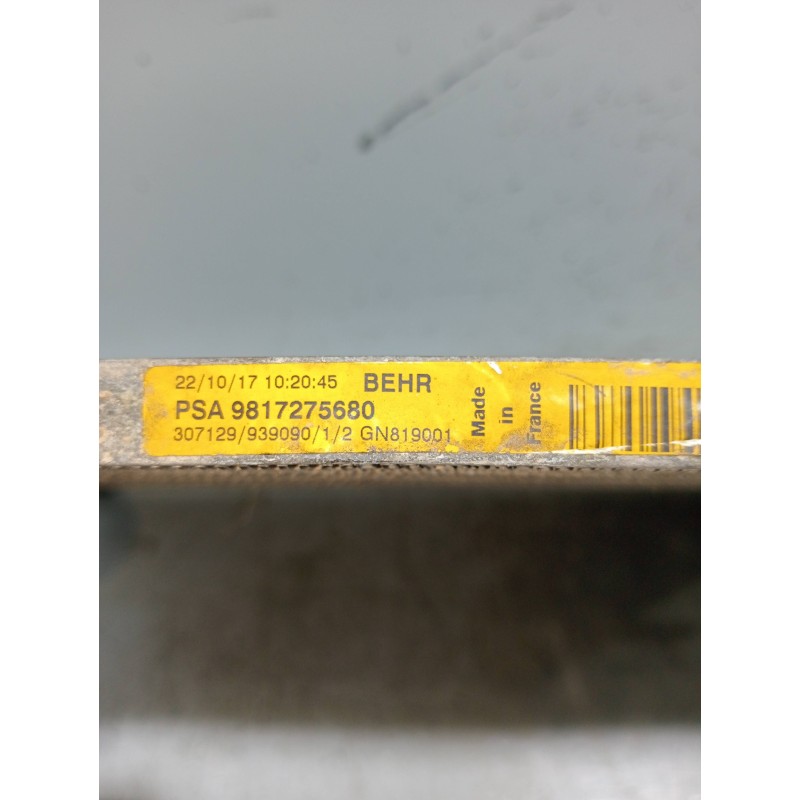 22/10/17 10:20:45 BEHR
PSA 9817275680
307129/939090/1/2 GN819001
Made
in
France